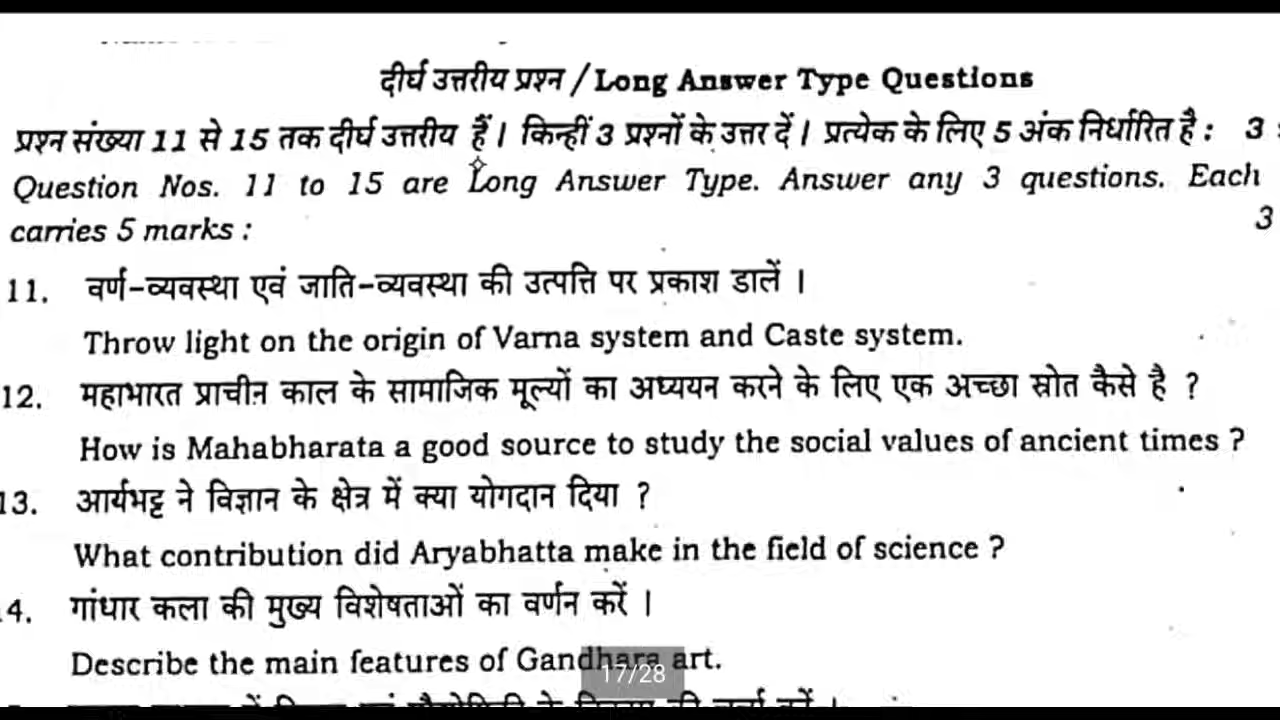 दीर्घ उत्तरीय प्रश्न / Long Answer Type Questions
प्रश्न संख्या 11 से 15 तक दीर्घ उत्तरीय हैं। किन्हीं 3 प्रश्नों के उत्तर दें। प्रत्येक के लिए 5 अंक निर्धारित है : 3
Question Nos. 11 to 15 are Long Answer Type. Answer any 3 questions. Each
carries 5 marks : 3
11. वर्ण-व्यवस्था एवं जाति-व्यवस्था की उत्पत्ति पर प्रकाश डालें ।
Throw light on the origin of Varna system and Caste system.
12. महाभारत प्राचीन काल के सामाजिक मूल्यों का अध्ययन करने के लिए एक अच्छा स्रोत कैसे है ?
How is Mahabharata a good source to study the social values of ancient times ?
13. आर्यभट्ट ने विज्ञान के क्षेत्र में क्या योगदान दिया ?
What contribution did Aryabhatta make in the field of science ?
4. गांधार कला की मुख्य विशेषताओं का वर्णन करें ।
Describe the main features of Gandhara art.
17/28